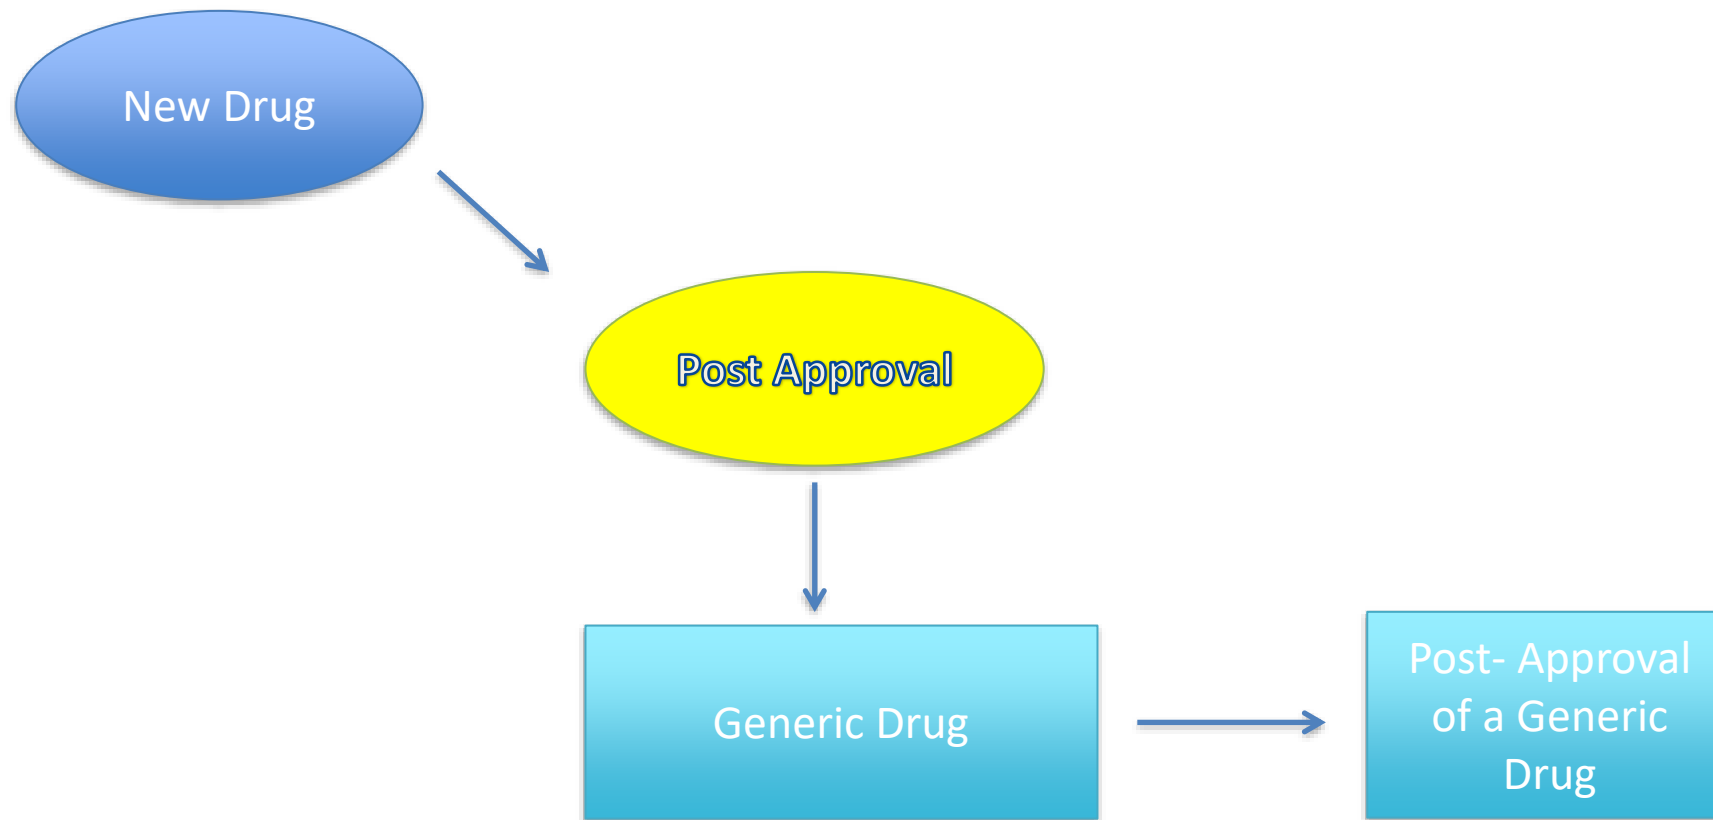 New Drug
Post Approval
Generic Drug
Post- Approval
of a Generic
Drug